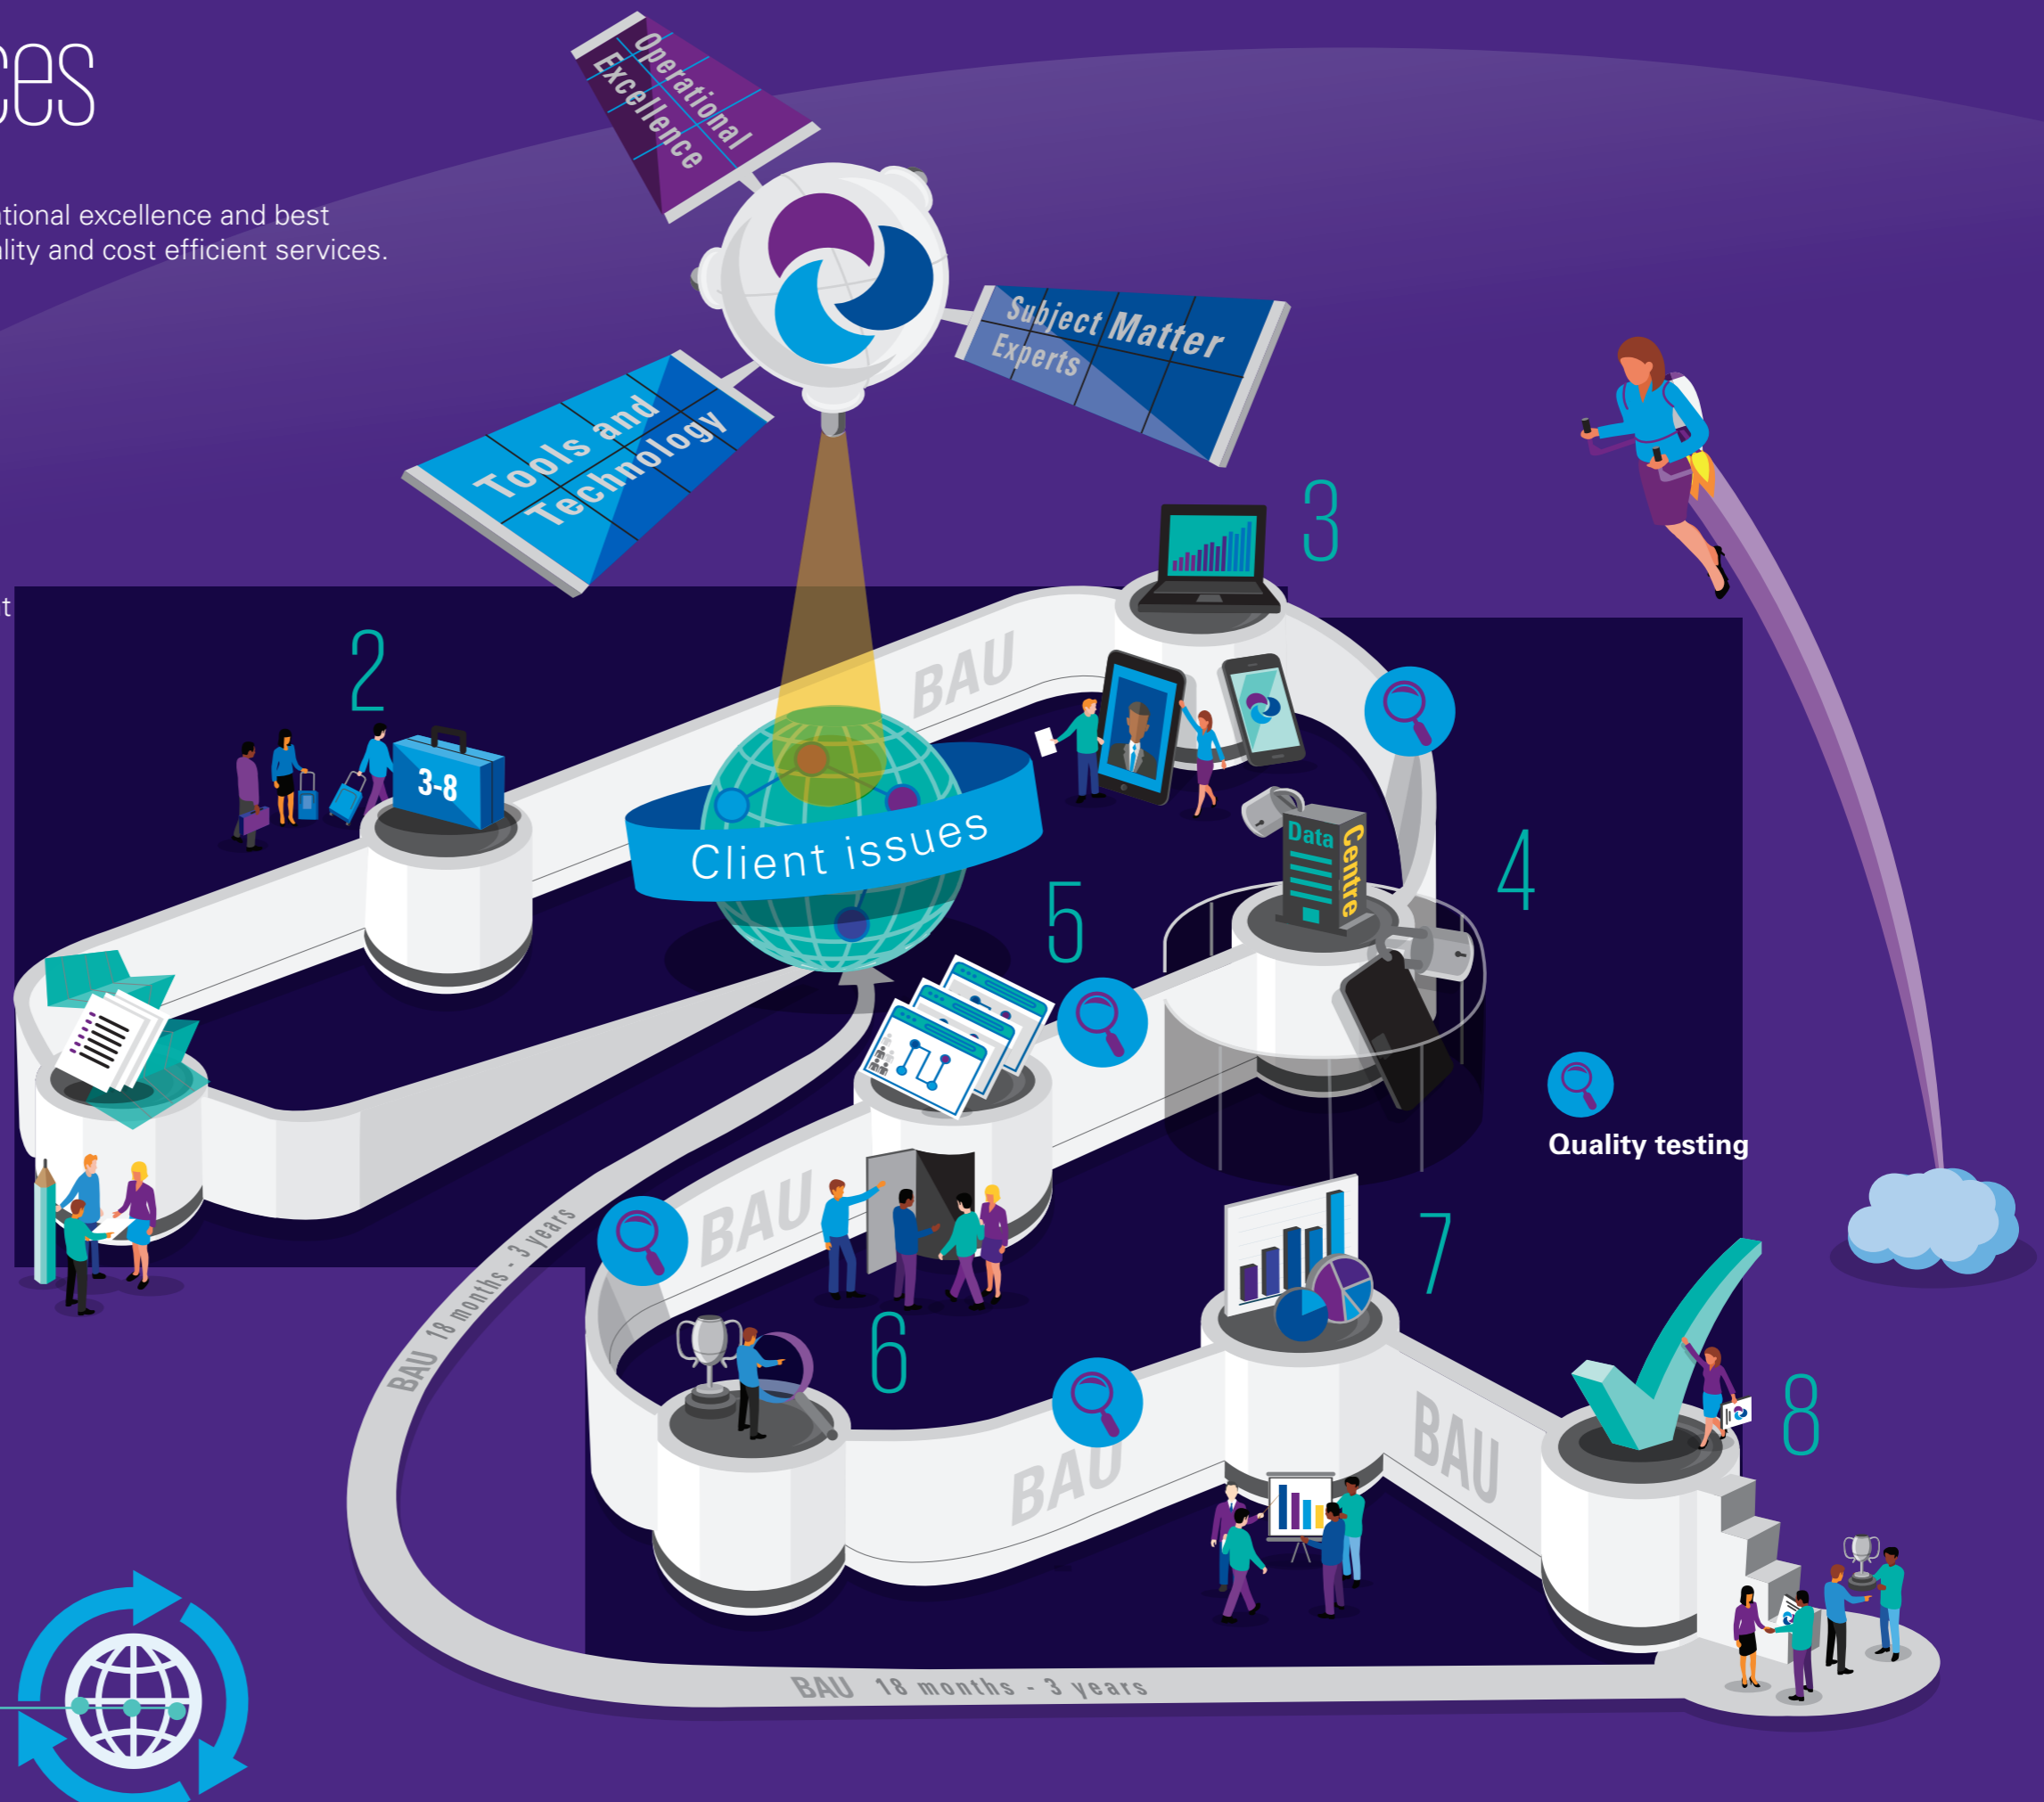 ces
ational excellence and best
ality and cost efficient services.
Operational
Excellence
Subject Matter
Experts
Tools and
Technology
t
2
3
3-8
BAU
Client issues
Data
Centre
4
5
Quality testing
BAU
BAU 18 months - 3 years
6
7
BAU
BAU
8
BAU 18 months - 3 years